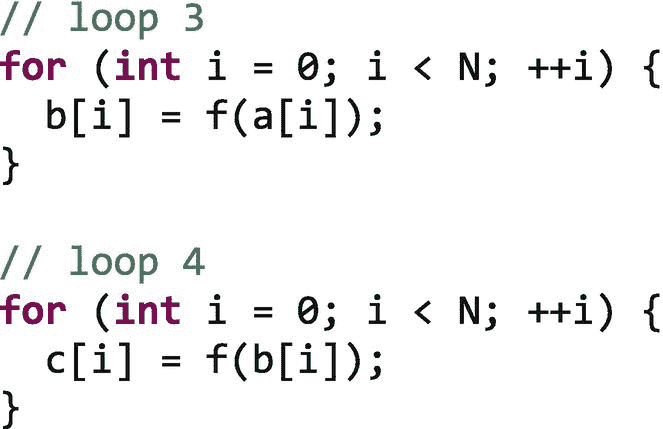 // loop 3
for (int i = 0; i < N; ++i) {
  b[i] = f(a[i]);
}

// loop 4
for (int i = 0; i < N; ++i) {
  c[i] = f(b[i]);
}